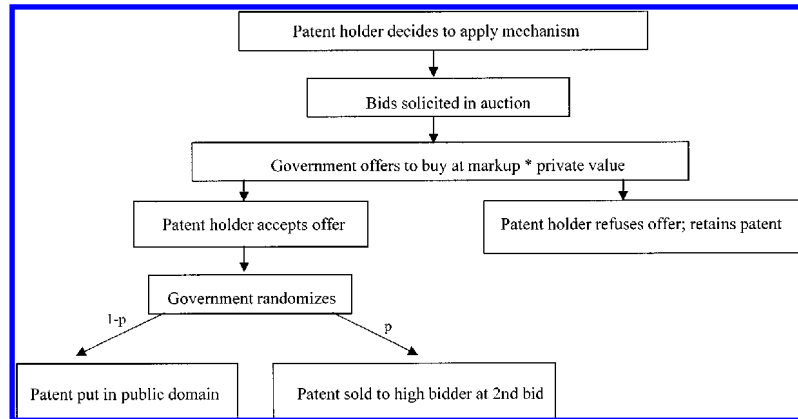 Patent holder decides to apply mechanism
Bids solicited in auction
Government offers to buy at markup * private value
Patent holder accepts offer
Patent holder refuses offer; retains patent
Government randomizes
1-p
p
Patent put in public domain
Patent sold to high bidder at 2nd bid